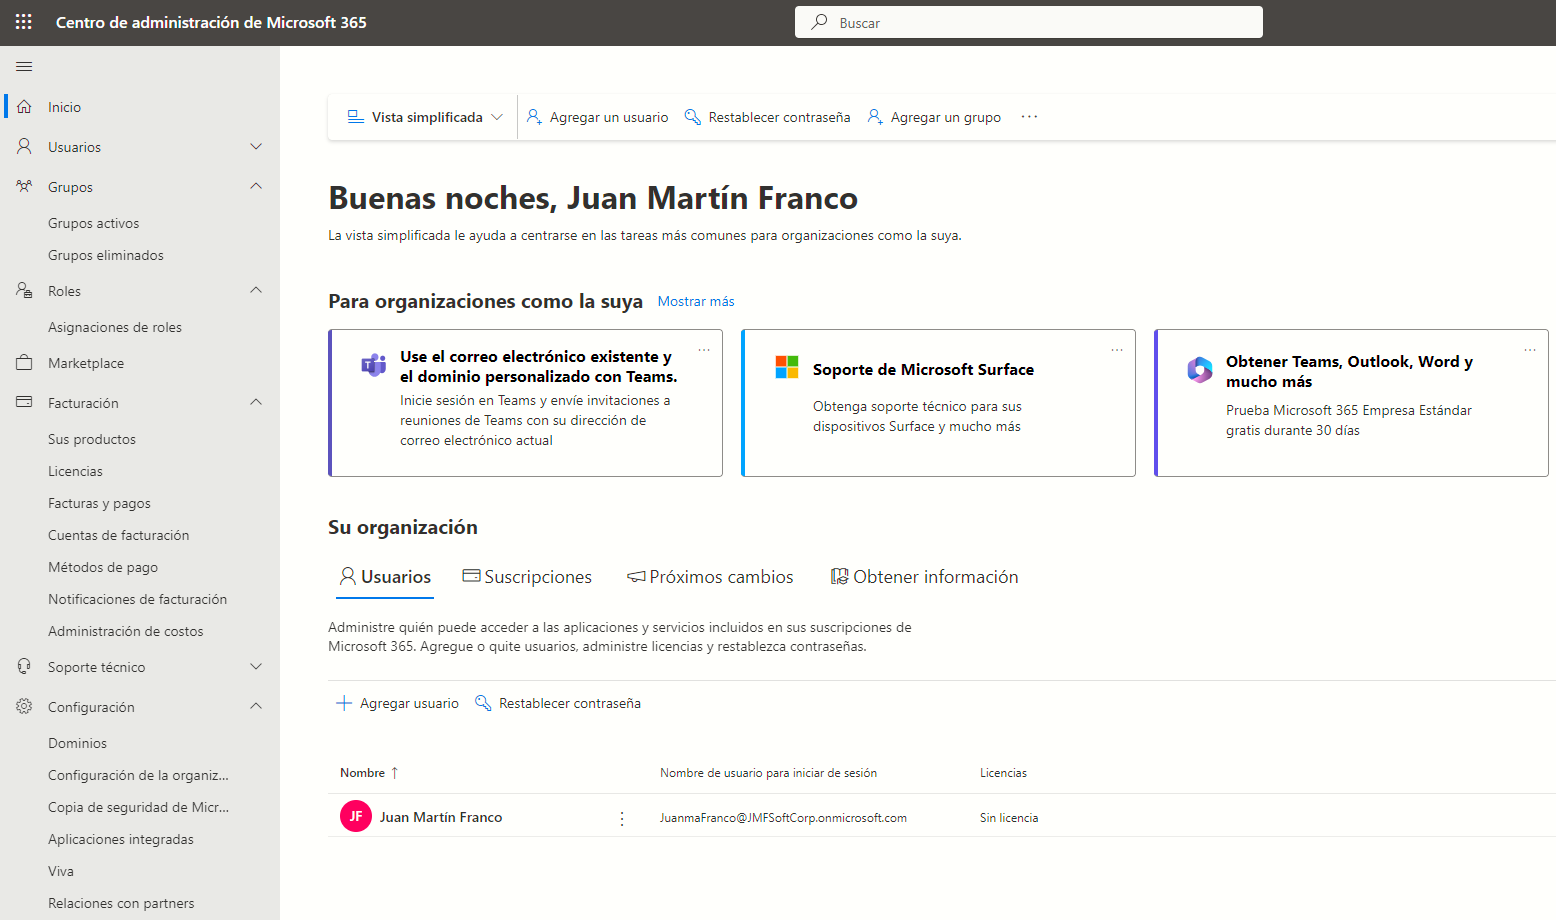 Centro de administración de Microsoft 365
Buscar
Inicio
Usuarios
Grupos
Grupos activos
Grupos eliminados
Roles
Asignaciones de roles
Marketplace
Facturación
Sus productos
Licencias
Facturas y pagos
Cuentas de facturación
Métodos de pago
Notificaciones de facturación
Administración de costos
Soporte técnico
Configuración
Dominios
Configuración de la organiz...
Copia de seguridad de Micr...
Aplicaciones integradas
Viva
Relaciones con partners
Vista simplificada
Agregar un usuario
Restablecer contraseña
Agregar un grupo
Buenas noches, Juan Martín Franco
La vista simplificada le ayuda a centrarse en las tareas más comunes para organizaciones como la suya.
Para organizaciones como la suya
Mostrar más
Use el correo electrónico existente y
el dominio personalizado con Teams.
Inicie sesión en Teams y envíe invitaciones a
reuniones de Teams con su dirección de
correo electrónico actual
Soporte de Microsoft Surface
Obtenga soporte técnico para sus
dispositivos Surface y mucho más
Obtener Teams, Outlook, Word y
mucho más
Prueba Microsoft 365 Empresa Estándar
gratis durante 30 días
Su organización
Usuarios
Suscripciones
Próximos cambios
Obtener información
Administre quién puede acceder a las aplicaciones y servicios incluidos en sus suscripciones de
Microsoft 365. Agregue o quite usuarios, administre licencias y restablezca contraseñas.
Agregar usuario
Restablecer contraseña
Nombre ↑
Nombre de usuario para iniciar de sesión
Licencias
JF
Juan Martín Franco
JuanmaFranco@JMFSoftCorp.onmicrosoft.com
Sin licencia